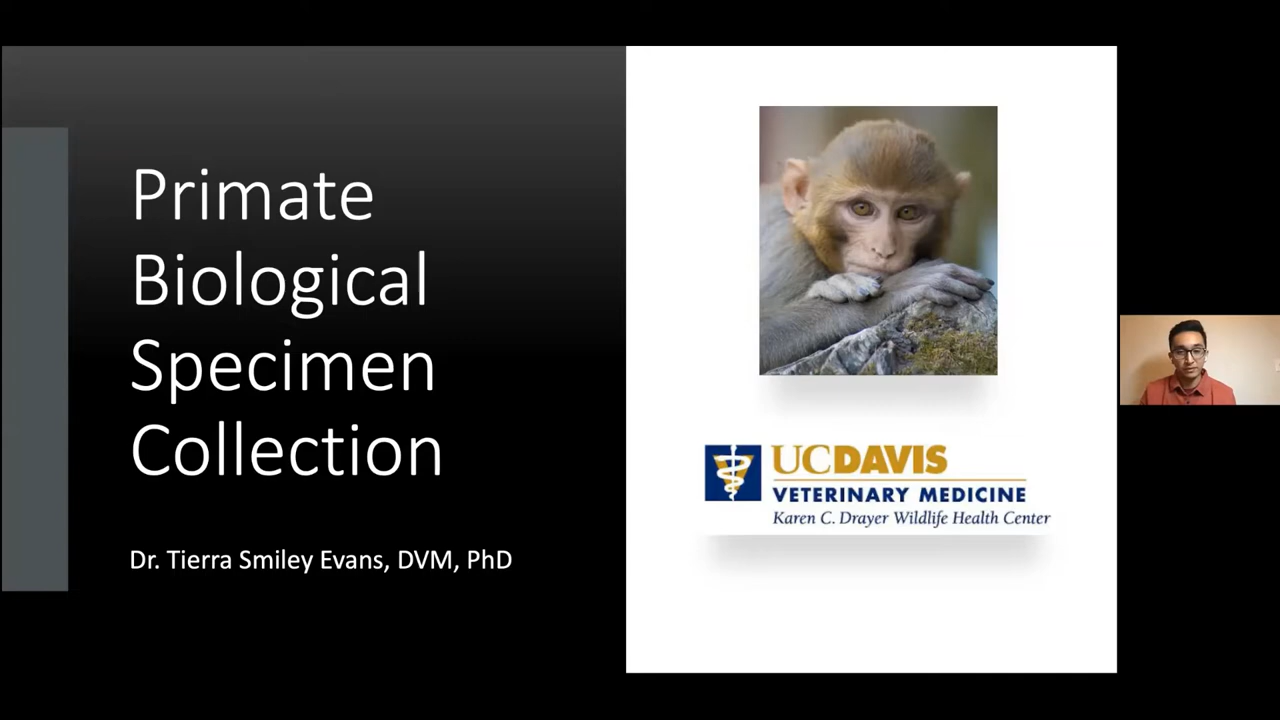 Primate
Biological
Specimen
Collection
Dr. Tierra Smiley Evans, DVM, PhD
UCDAVIS
VETERINARY MEDICINE
Karen C. Drayer Wildlife Health Center